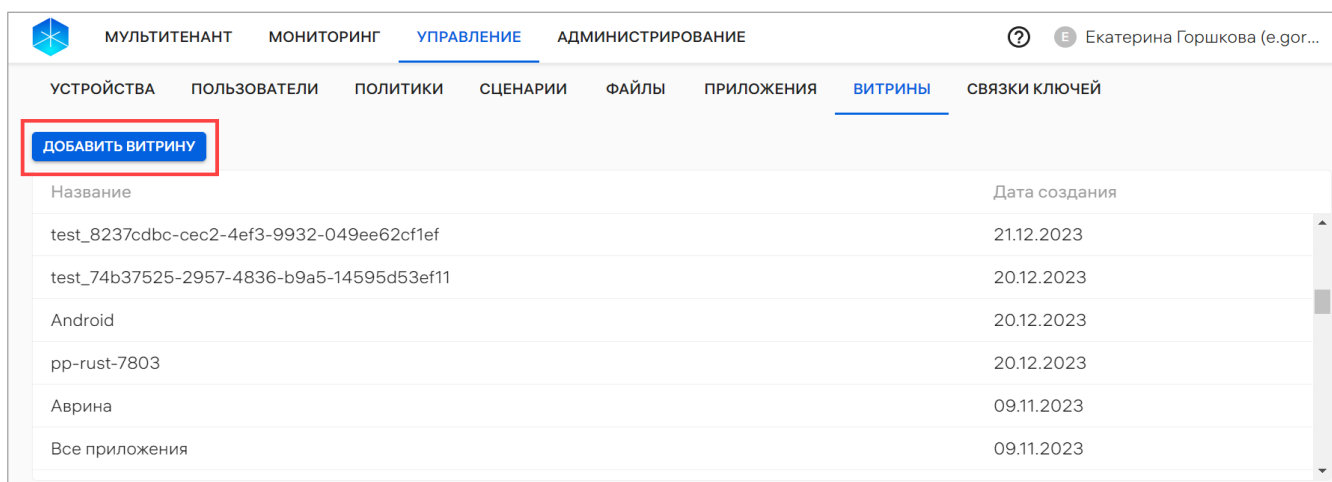 МУЛЬТИТЕНАНТ МОНИТОРИНГ УПРАВЛЕНИЕ АДМИНИСТРИРОВАНИЕ ? E Екатерина Горшкова (e.gor...
УСТРОЙСТВА ПОЛЬЗОВАТЕЛИ ПОЛИТИКИ СЦЕНАРИИ ФАЙЛЫ ПРИЛОЖЕНИЯ ВИТРИНЫ СВЯЗКИ КЛЮЧЕЙ
ДОБАВИТЬ ВИТРИНУ
Название Дата создания
test_8237cdbc-cec2-4ef3-9932-049ee62cf1ef 21.12.2023
test_74b37525-2957-4836-b9a5-14595d53ef11 20.12.2023
Android 20.12.2023
pp-rust-7803 20.12.2023
Аврина 09.11.2023
Все приложения 09.11.2023